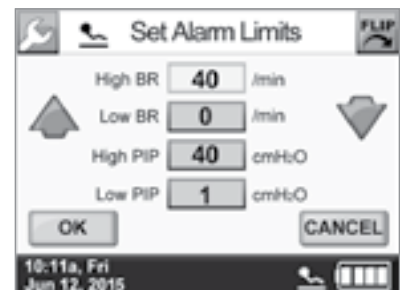 Set Alarm Limits
FLIP
High BR 40 /min
Low BR 0 /min
High PIP 40 cmH₂O
Low PIP 1 cmH₂O
OK CANCEL
10:11a, Fri
Jun 12, 2015